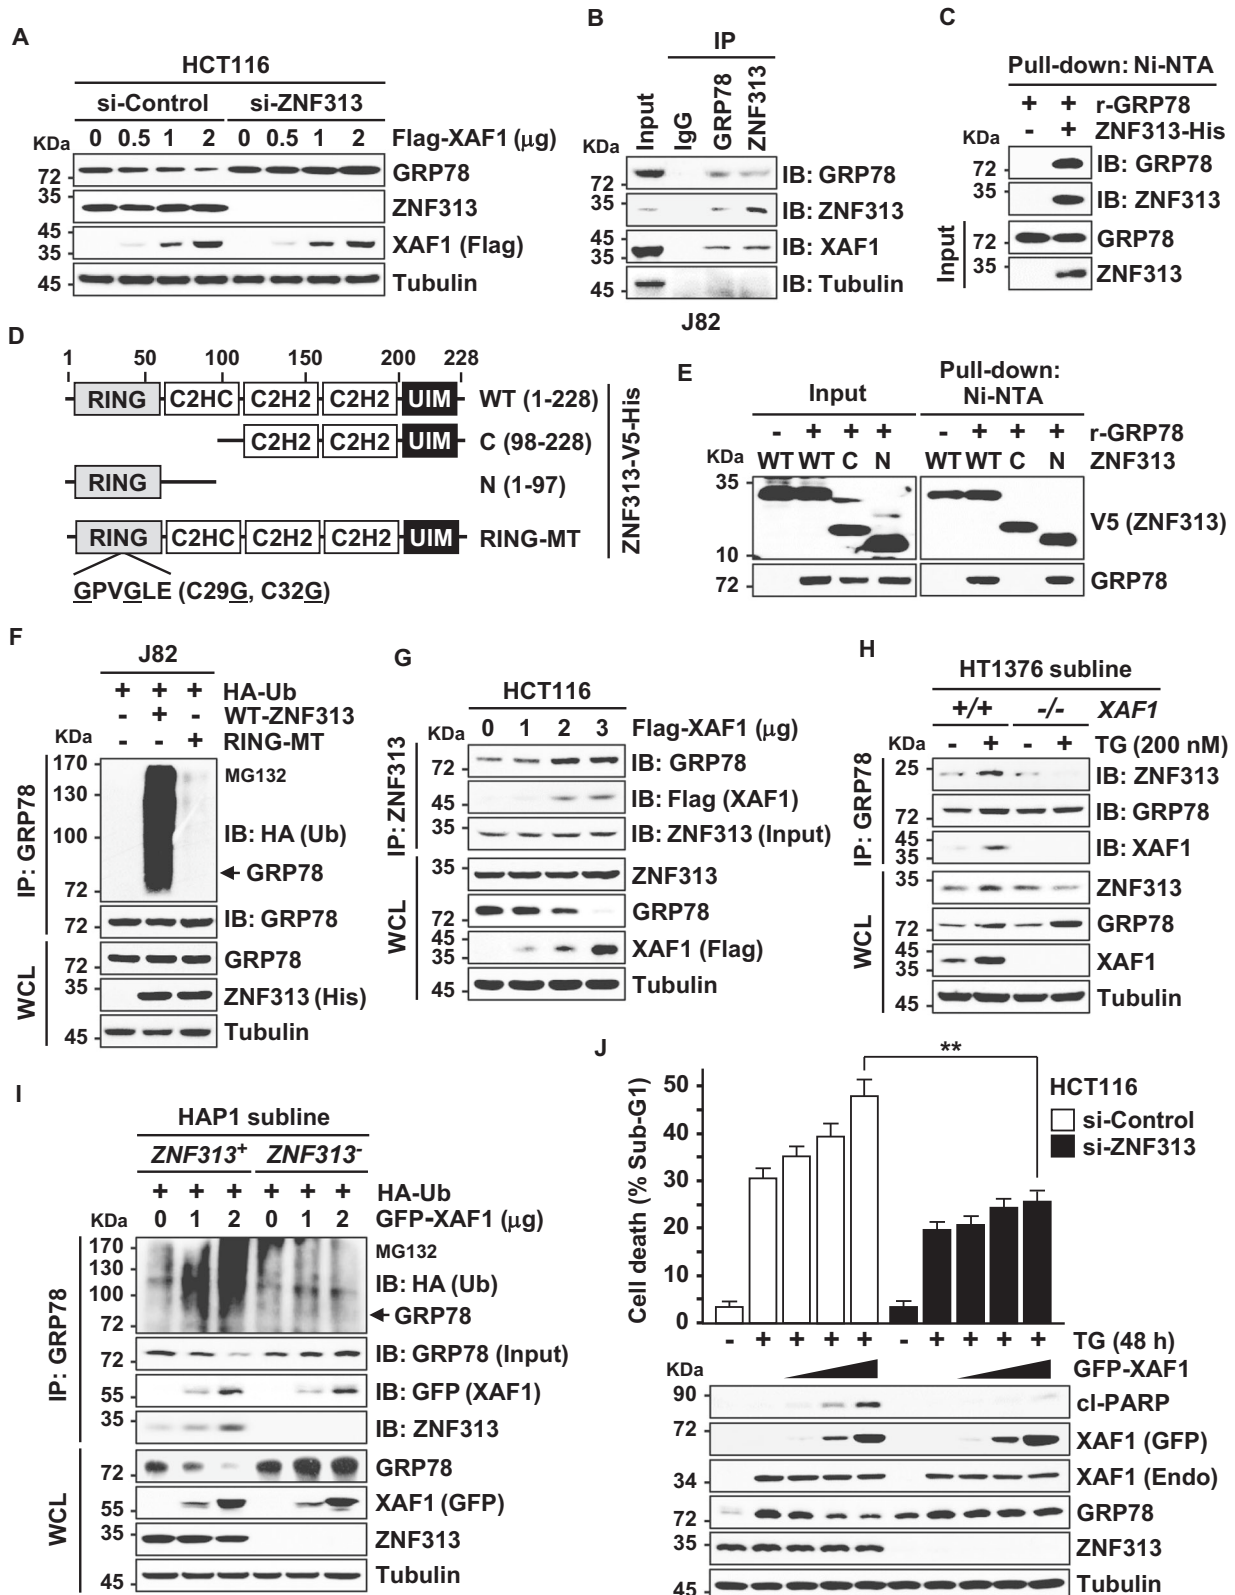 A
HCT116
si-Control si-ZNF313
KDa 0 0.5 1 2 0 0.5 1 2 Flag-XAF1 (μg)
72 GRP78
35 ZNF313
45
35 XAF1 (Flag)
45 Tubulin
B
IP
KDa Input IgG GRP78 ZNF313
72 IB: GRP78
35 IB: ZNF313
45
35 IB: XAF1
45 IB: Tubulin
J82
C
Pull-down: Ni-NTA
+ + r-GRP78
KDa - + ZNF313-His
72 IB: GRP78
35 IB: ZNF313
Input
72 GRP78
35 ZNF313
D
1 50 100 150 200 228
RING C2HC C2H2 C2H2 UIM WT (1-228)
C2H2 C2H2 UIM C (98-228)
RING N (1-97)
RING C2HC C2H2 C2H2 UIM RING-MT
GPVGLE (C29G, C32G)
ZNF313-V5-His
E
Input Pull-down: Ni-NTA
- + + + - + + + r-GRP78
KDa WT WT C N WT WT C N ZNF313
35
10 V5 (ZNF313)
72 GRP78
F
J82
+ + + HA-Ub
- + - WT-ZNF313
KDa - - + RING-MT
IP: GRP78
170 MG132
130
100 IB: HA (Ub)
GRP78
72
72 IB: GRP78
WCL
72 GRP78
35 ZNF313 (His)
45 Tubulin
G
HCT116
0 1 2 3 Flag-XAF1 (μg)
KDa
IP: ZNF313
72 IB: GRP78
45 IB: Flag (XAF1)
35 IB: ZNF313 (Input)
WCL
35 ZNF313
72 GRP78
45
35 XAF1 (Flag)
45 Tubulin
H
HT1376 subline
+/+ -/- XAF1
KDa - + - + TG (200 nM)
IP: GRP78
25 IB: ZNF313
72 IB: GRP78
45
35 IB: XAF1
WCL
35 ZNF313
72 GRP78
45
35 XAF1
45 Tubulin
I
HAP1 subline
ZNF313+ ZNF313-
+ + + + + + HA-Ub
KDa 0 1 2 0 1 2 GFP-XAF1 (μg)
IP: GRP78
170 MG132
130
100 IB: HA (Ub)
GRP78
72
72 IB: GRP78 (Input)
55 IB: GFP (XAF1)
35 IB: ZNF313
WCL
72 GRP78
55 XAF1 (GFP)
35 ZNF313
45 Tubulin
J
**
Cell death (% Sub-G1)
50
40
30
20
10
0
HCT116
si-Control
si-ZNF313
- + + + + - + + + + TG (48 h)
KDa GFP-XAF1
90 cl-PARP
72 XAF1 (GFP)
34 XAF1 (Endo)
72 GRP78
35 ZNF313
45 Tubulin